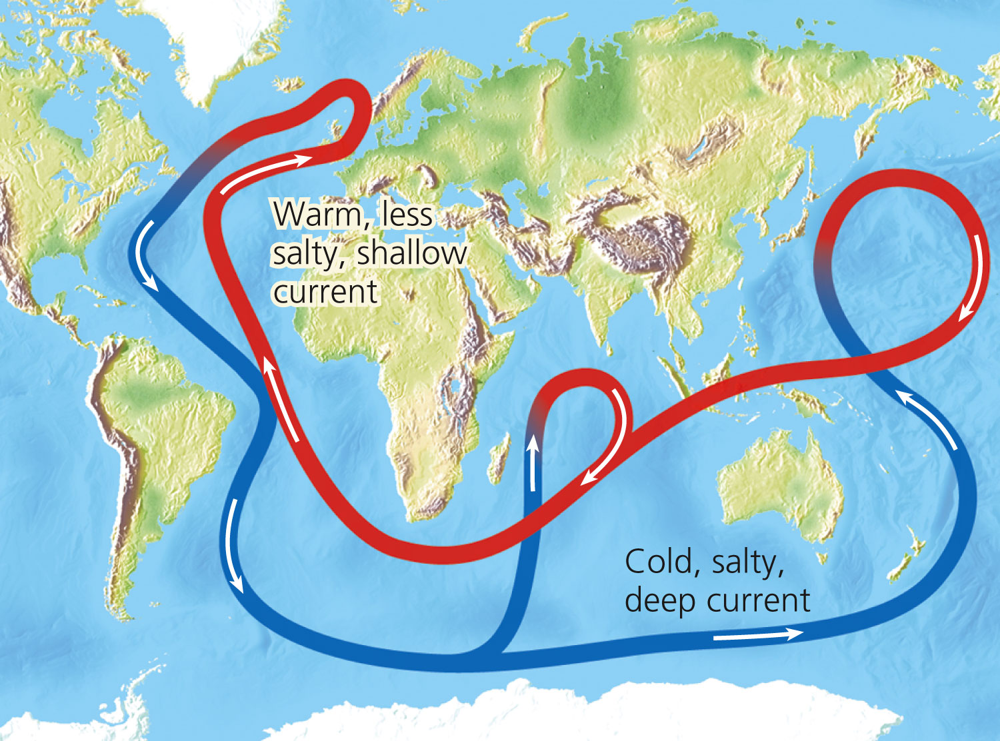 Warm, less
salty, shallow
current
Cold, salty,
deep current